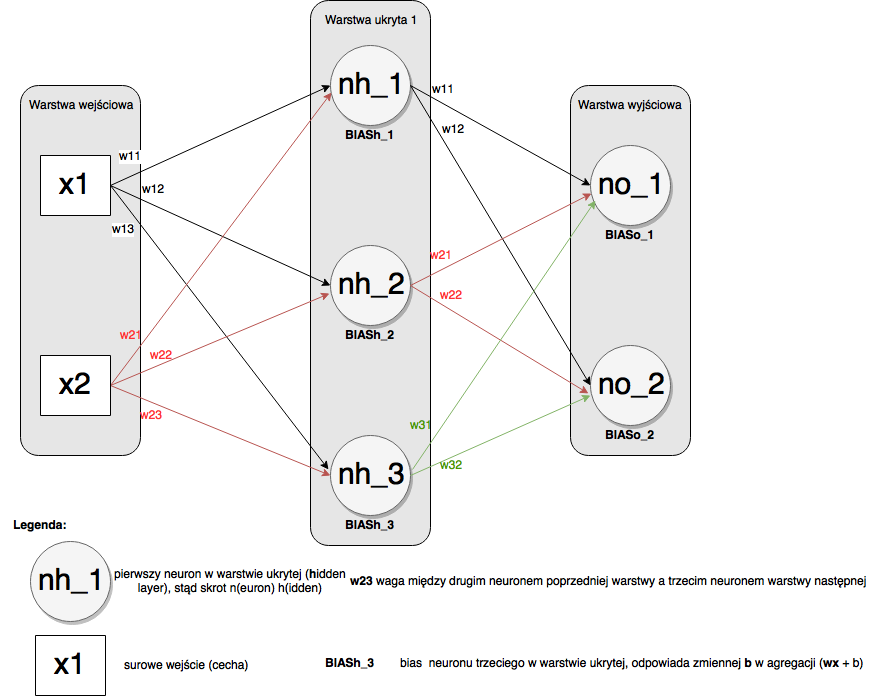 Warstwa ukryta 1
nh_1
BIASh_1
Warstwa wejściowa
Warstwa wyjściowa
w11
w12
w11
x1
w12
w13
no_1
BIASo_1
nh_2
BIASh_2
w21
w22
w21
w22
x2
w23
no_2
BIASo_2
w31
w32
nh_3
BIASh_3
Legenda:
nh_1
pierwszy neuron w warstwie ukrytej (hidden
layer), stąd skrot n(euron) h(idden)
w23 waga między drugim neuronem poprzedniej warstwy a trzecim neuronem warstwy następnej
x1
surowe wejście (cecha)
BIASh_3 bias neuronu trzeciego w warstwie ukrytej, odpowiada zmiennej b w agregacji (wx + b)